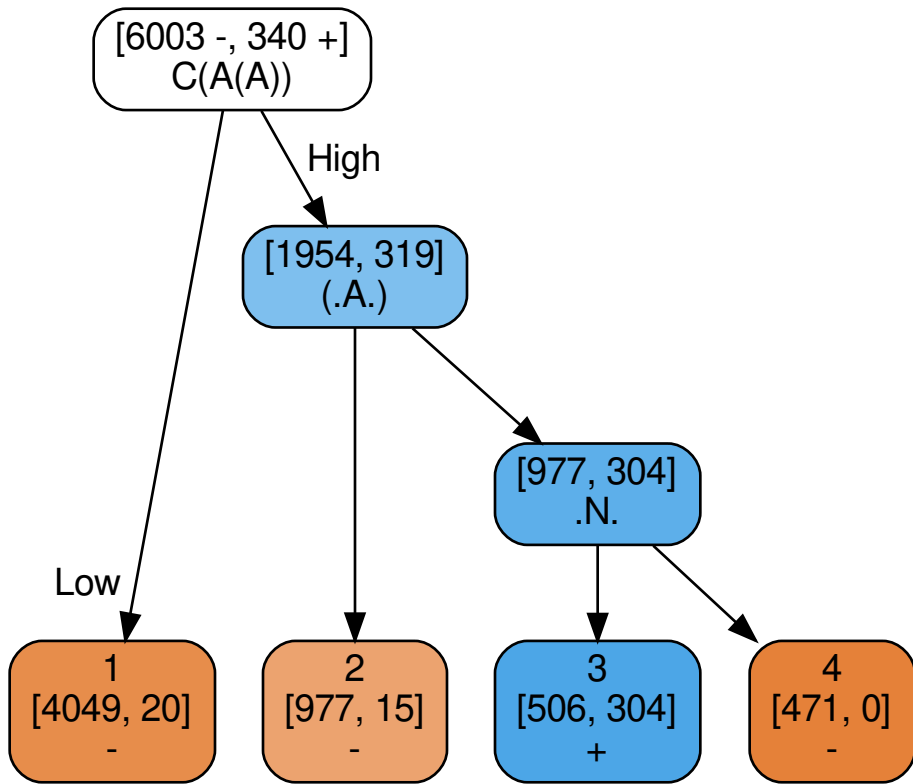 [6003 -, 340 +]
C(A(A))
High
[1954, 319]
(.A.)
[977, 304]
.N.
Low
1
[4049, 20]
-
2
[977, 15]
-
3
[506, 304]
+
4
[471, 0]
-